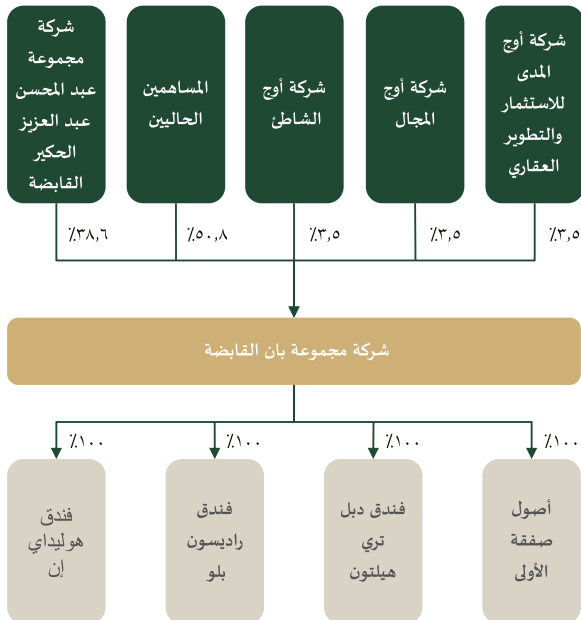 شركة أوج
المدى
للاستثمار
والتطوير
العقاري
شركة أوج
المجال
شركة أوج
الشاطئ
المساهمين
الحاليين
شركة
مجموعة
عبد المحسن
عبد العزيز
الحكير
القابضة
٪٣,٥
٪٣,٥
٪٣,٥
٪٥٠,٨
٪٣٨,٦
شركة مجموعة بان القابضة
٪١٠٠
٪١٠٠
٪١٠٠
٪١٠٠
أصول
صفقة
الأولى
فندق دبل
تري
هيلتون
فندق
راديسون
بلو
فندق
هوليداي
إن